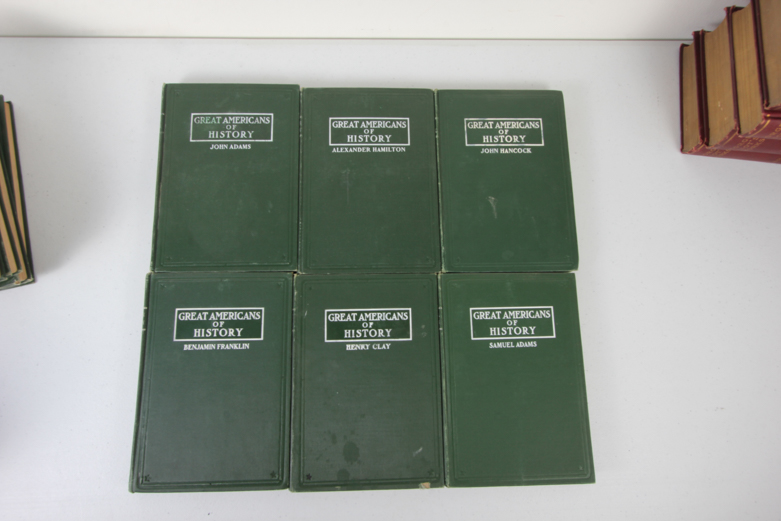 GREAT AMERICANS
OF
HISTORY
JOHN ADAMS
GREAT AMERICANS
OF
HISTORY
ALEXANDER HAMILTON
GREAT AMERICANS
OF
HISTORY
JOHN HANCOCK
GREAT AMERICANS
OF
HISTORY
BENJAMIN FRANKLIN
GREAT AMERICANS
OF
HISTORY
HENRY CLAY
GREAT AMERICANS
OF
HISTORY
SAMUEL ADAMS